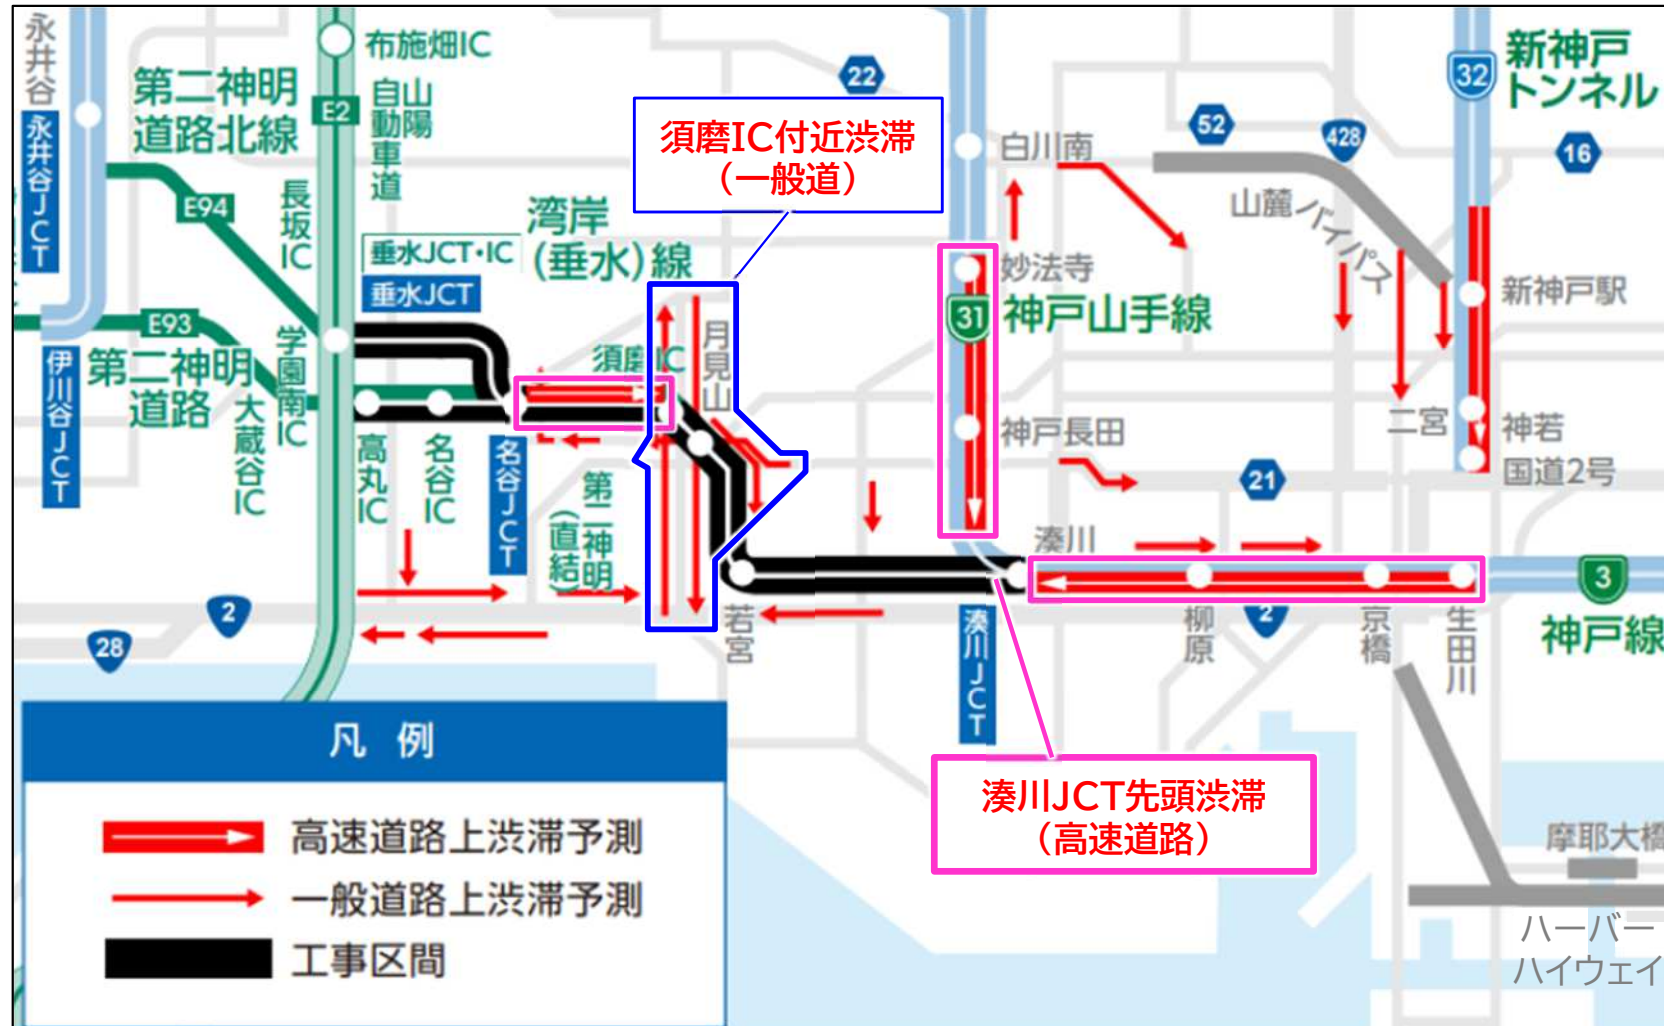 永井谷
永井谷JCT
第二神明
道路北線
E94
布施畑IC
E2
山陽
自動車道
長坂IC
22
須磨IC付近渋滞
（一般道）
白川南
52
428
16
32
新神戸
トンネル
山麓バイパス
湾岸
(垂水)線
垂水JCT・IC
垂水JCT
妙法寺
31
神戸山手線
新神戸駅
E93
第二神明
道路
伊川谷JCT
大蔵谷IC
学園南IC
高丸IC
名谷IC
名谷JCT
須磨IC
月見山
第二神明
(直結)
神戸長田
二宮
神若
国道2号
21
湊川
2
28
若宮
湊川JCT
柳原
2
京橋
生田川
3
神戸線
湊川JCT先頭渋滞
（高速道路）
摩耶大橋
ハーバー
ハイウェイ
凡 例
高速道路上渋滞予測
一般道路上渋滞予測
工事区間